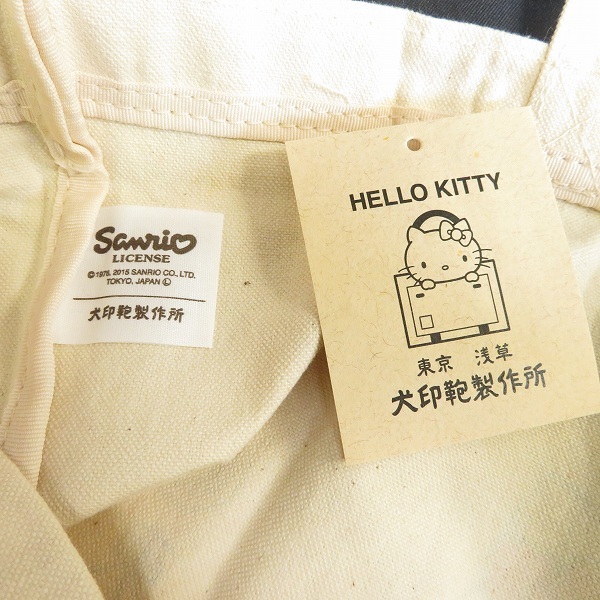 Sanrio
LICENSE
©1976, 2015 SANRIO CO., LTD.
TOKYO, JAPAN Ⓛ
犬印鞄製作所
HELLO KITTY
東京 浅草
犬印鞄製作所